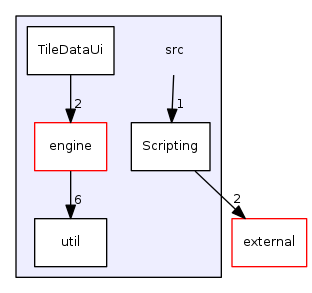 TileDataUi
src
2
1
engine
Scripting
6
2
util
external